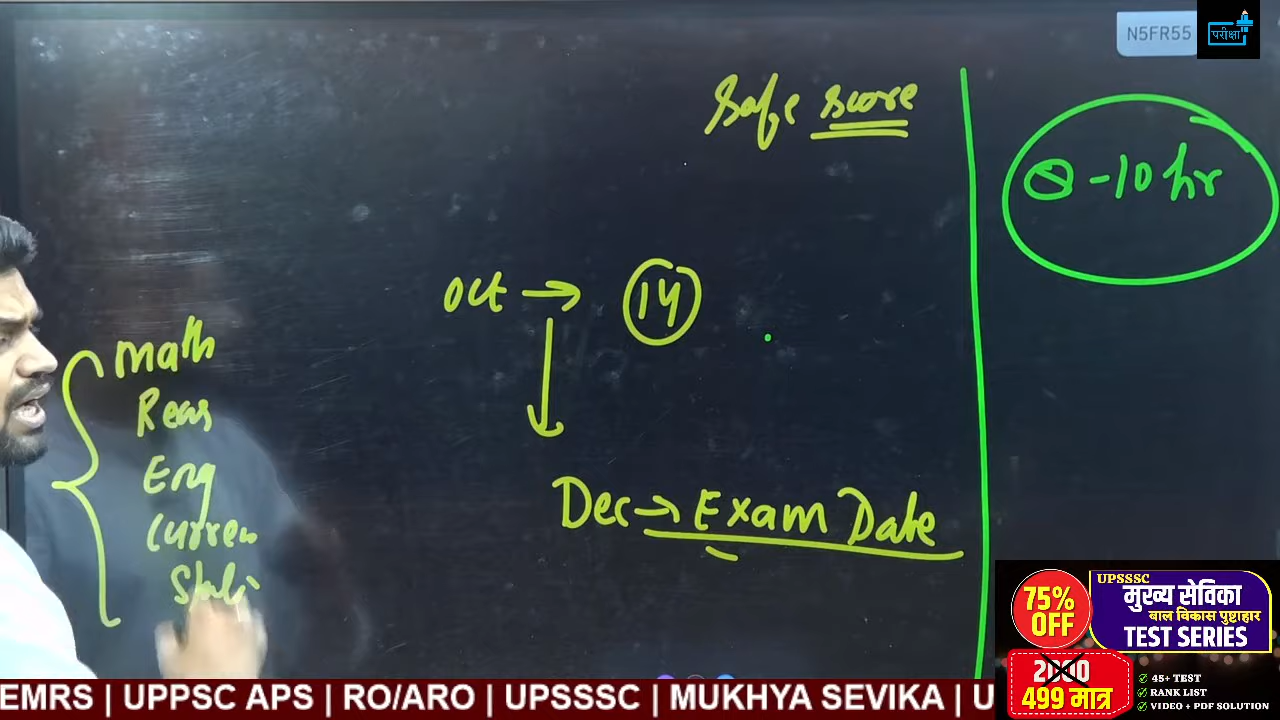 N5FR55
परीक्षा
Safe score
8-10 hr
Oct → 14
Math
Reas
Eng
Curren
Dec → Exam Date
75%
OFF
UPSSSC
मुख्य सेविका
बाल विकास पुष्टाहार
TEST SERIES
2000
499 मात्र
45+ TEST
RANK LIST
VIDEO + PDF SOLUTION
EMRS | UPPSC APS | RO/ARO | UPSSSC | MUKHYA SEVIKA | U